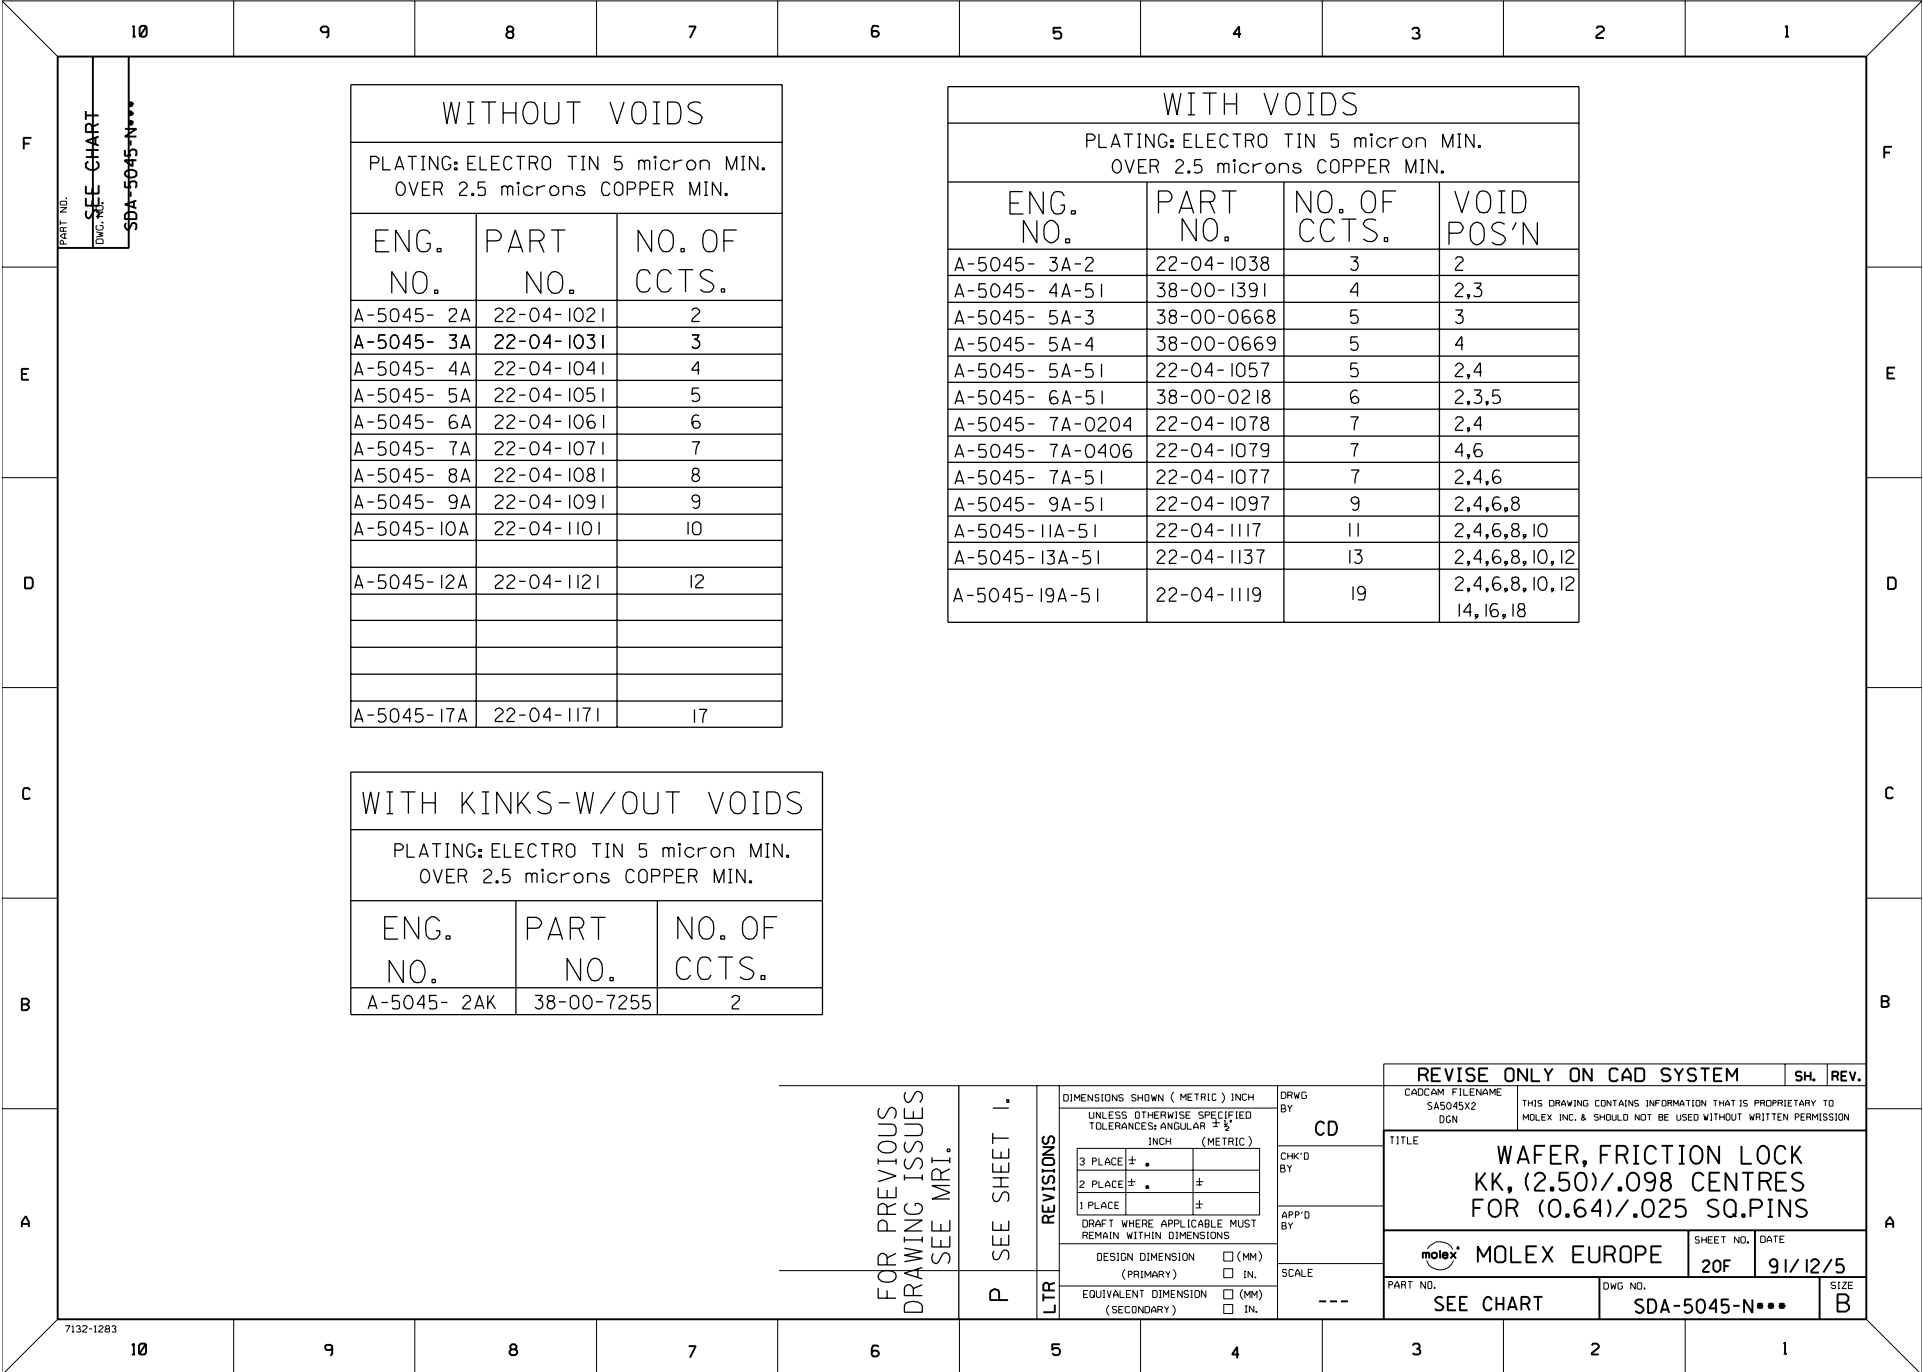 10 9 8 7 6 5 4 3 2 1
F
E
D
C
B
A
PART NO.
SEE CHART
DWG. NO.
SDA-5045-N***
WITHOUT VOIDS
PLATING: ELECTRO TIN 5 micron MIN.
OVER 2.5 microns COPPER MIN.
ENG. NO. PART NO. NO. OF CCTS.
A-5045- 2A 22-04-1021 2
A-5045- 3A 22-04-1031 3
A-5045- 4A 22-04-1041 4
A-5045- 5A 22-04-1051 5
A-5045- 6A 22-04-1061 6
A-5045- 7A 22-04-1071 7
A-5045- 8A 22-04-1081 8
A-5045- 9A 22-04-1091 9
A-5045-10A 22-04-1101 10
A-5045-12A 22-04-1121 12
A-5045-17A 22-04-1171 17
WITH VOIDS
PLATING: ELECTRO TIN 5 micron MIN.
OVER 2.5 microns COPPER MIN.
ENG. NO. PART NO. NO. OF CCTS. VOID POS'N
A-5045- 3A-2 22-04-1038 3 2
A-5045- 4A-51 38-00-1391 4 2,3
A-5045- 5A-3 38-00-0668 5 3
A-5045- 5A-4 38-00-0669 5 4
A-5045- 5A-51 22-04-1057 5 2,4
A-5045- 6A-51 38-00-0218 6 2,3,5
A-5045- 7A-0204 22-04-1078 7 2,4
A-5045- 7A-0406 22-04-1079 7 4,6
A-5045- 7A-51 22-04-1077 7 2,4,6
A-5045- 9A-51 22-04-1097 9 2,4,6,8
A-5045-11A-51 22-04-1117 11 2,4,6,8,10
A-5045-13A-51 22-04-1137 13 2,4,6,8,10,12
A-5045-19A-51 22-04-1119 19 2,4,6,8,10,12
14,16,18
WITH KINKS-W/OUT VOIDS
PLATING: ELECTRO TIN 5 micron MIN.
OVER 2.5 microns COPPER MIN.
ENG. NO. PART NO. NO. OF CCTS.
A-5045- 2AK 38-00-7255 2
FOR PREVIOUS
DRAWING ISSUES
SEE MRI.
P SEE SHEET 1.
LTR REVISIONS
DIMENSIONS SHOWN ( METRIC ) INCH
UNLESS OTHERWISE SPECIFIED
TOLERANCES: ANGULAR ± ½°
INCH (METRIC)
3 PLACE ± .
2 PLACE ± . ±
1 PLACE ±
DRAFT WHERE APPLICABLE MUST
REMAIN WITHIN DIMENSIONS
DESIGN DIMENSION (MM)
(PRIMARY) IN.
EQUIVALENT DIMENSION (MM)
(SECONDARY) IN.
DRWG BY
CD
CHK'D BY
APP'D BY
SCALE
---
REVISE ONLY ON CAD SYSTEM SH. REV.
CADCAM FILENAME
SA5045X2
DGN
THIS DRAWING CONTAINS INFORMATION THAT IS PROPRIETARY TO
MOLEX INC. & SHOULD NOT BE USED WITHOUT WRITTEN PERMISSION
TITLE
WAFER, FRICTION LOCK
KK, (2.50)/.098 CENTRES
FOR (0.64)/.025 SQ.PINS
molex MOLEX EUROPE
SHEET NO.
20F
DATE
91/12/5
PART NO.
SEE CHART
DWG NO.
SDA-5045-N***
SIZE
B
7132-1283
F
E
D
C
B
A
10 9 8 7 6 5 4 3 2 1